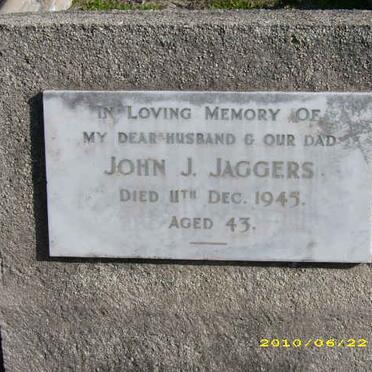 IN LOVING MEMORY OF
MY DEAR HUSBAND & OUR DAD
JOHN J. JAGGERS.
DIED 11TH DEC. 1945.
AGED 43.
2010/06/22